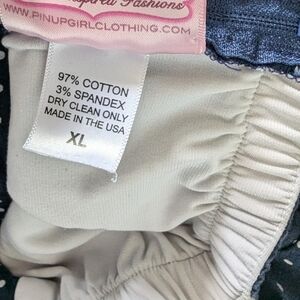 Inspired Fashions
WWW.PINUPGIRLCLOTHING.COM
97% COTTON
3% SPANDEX
DRY CLEAN ONLY
MADE IN THE USA
XL